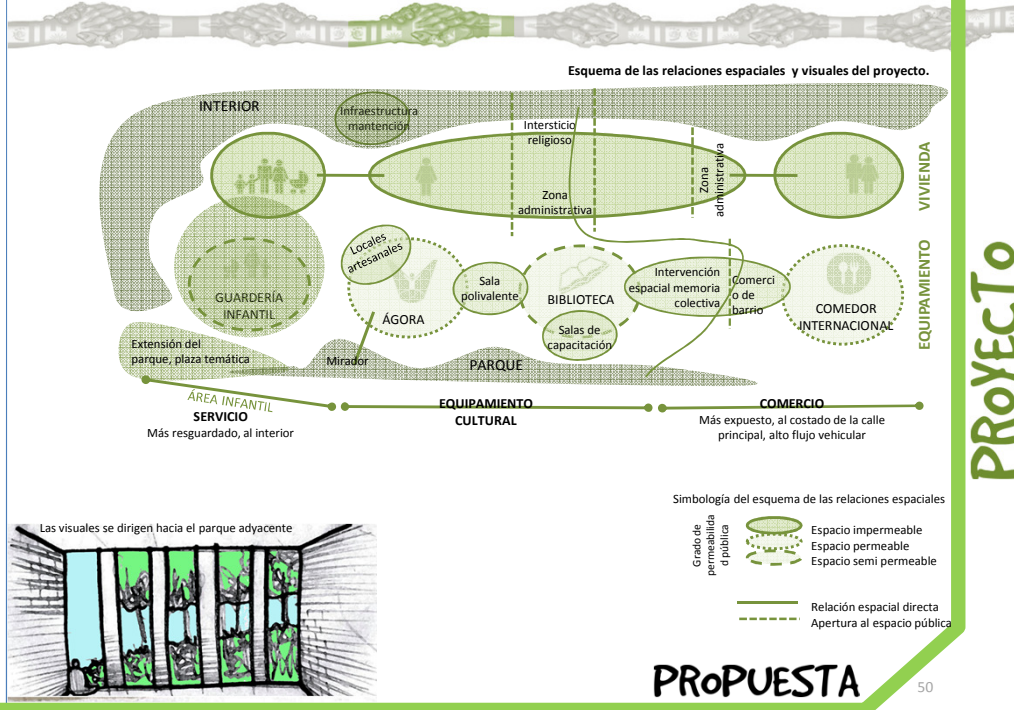 Esquema de las relaciones espaciales y visuales del proyecto.
INTERIOR
Infraestructura
mantención
Intersticio
religioso
Zona
administrativa
Zona
administrativa
VIVIENDA
Locales
artesanales
GUARDERÍA
INFANTIL
ÁGORA
Sala
polivalente
BIBLIOTECA
Salas de
capacitación
Intervención
espacial memoria
colectiva
Comerci
o de
barrio
COMEDOR
INTERNACIONAL
EQUIPAMIENTO
Extensión del
parque, plaza temática
Mirador
PARQUE
ÁREA INFANTIL
SERVICIO
Más resguardado, al interior
EQUIPAMIENTO
CULTURAL
COMERCIO
Más expuesto, al costado de la calle
principal, alto flujo vehicular
PROYECTO
Simbología del esquema de las relaciones espaciales
Grado de
permeabilida
d pública
Espacio impermeable
Espacio permeable
Espacio semi permeable
Relación espacial directa
Apertura al espacio pública
Las visuales se dirigen hacia el parque adyacente
PROPUESTA
50